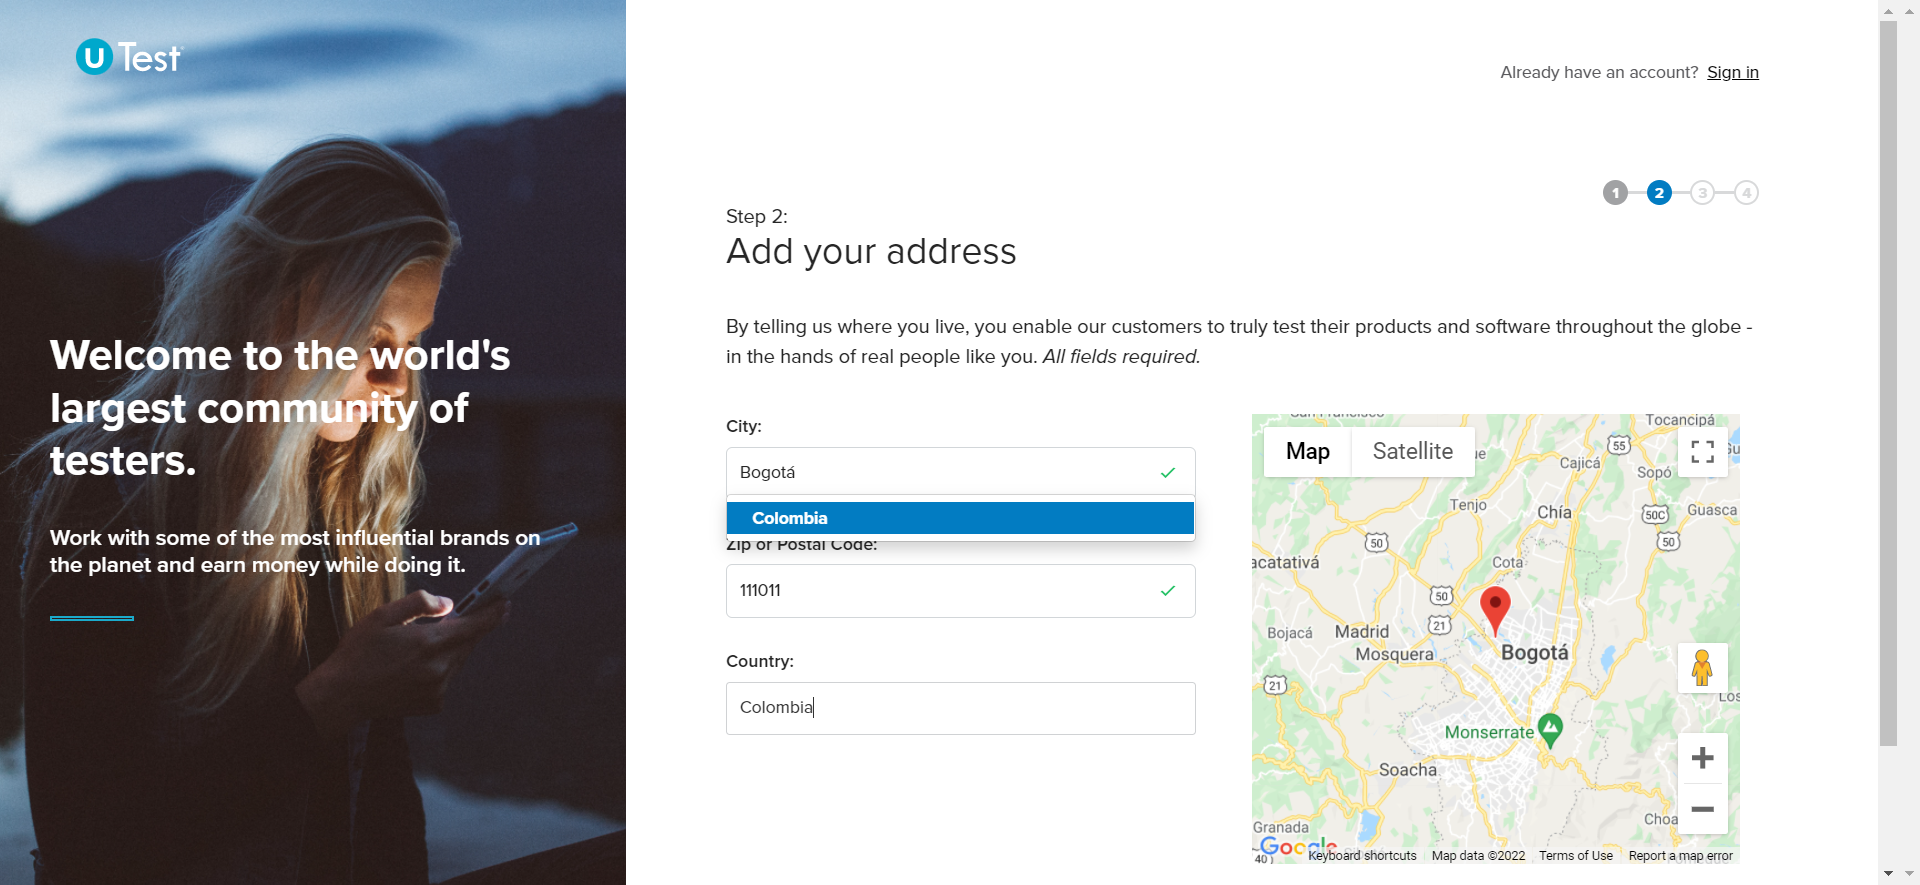 U Test
Welcome to the world's
largest community of
testers.
Work with some of the most influential brands on
the planet and earn money while doing it.
Already have an account? Sign in
1 2 3 4
Step 2:
Add your address
By telling us where you live, you enable our customers to truly test their products and software throughout the globe -
in the hands of real people like you. All fields required.
City:
Bogotá
Colombia
Zip or Postal Code:
111011
Country:
Colombia
Map
Satellite
Tocancipá
55
Cajicá
Sopó
Tenjo
Chía
50C
Guasca
50
50
acatativá
Cota
50
21
Bojacá
Madrid
Mosquera
Bogotá
21
Los
Monserrate
Soacha
Choa
Granada
40
Google
Keyboard shortcuts
Map data ©2022
Terms of Use
Report a map error